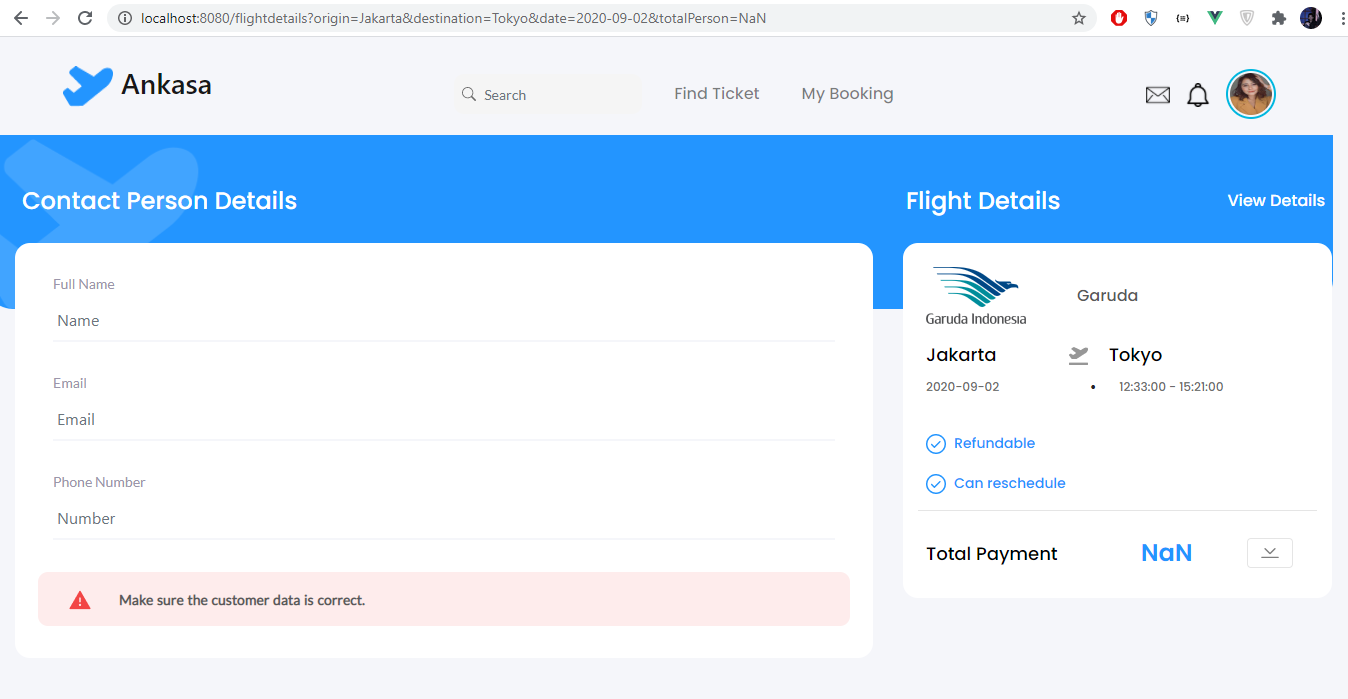 localhost:8080/flightdetails?origin=Jakarta&destination=Tokyo&date=2020-09-02&totalPerson=NaN
Ankasa
Search
Find Ticket
My Booking
Contact Person Details
Flight Details
View Details
Full Name
Name
Email
Email
Phone Number
Number
Make sure the customer data is correct.
Garuda Indonesia
Garuda
Jakarta
Tokyo
2020-09-02
• 12:33:00 - 15:21:00
Refundable
Can reschedule
Total Payment
NaN